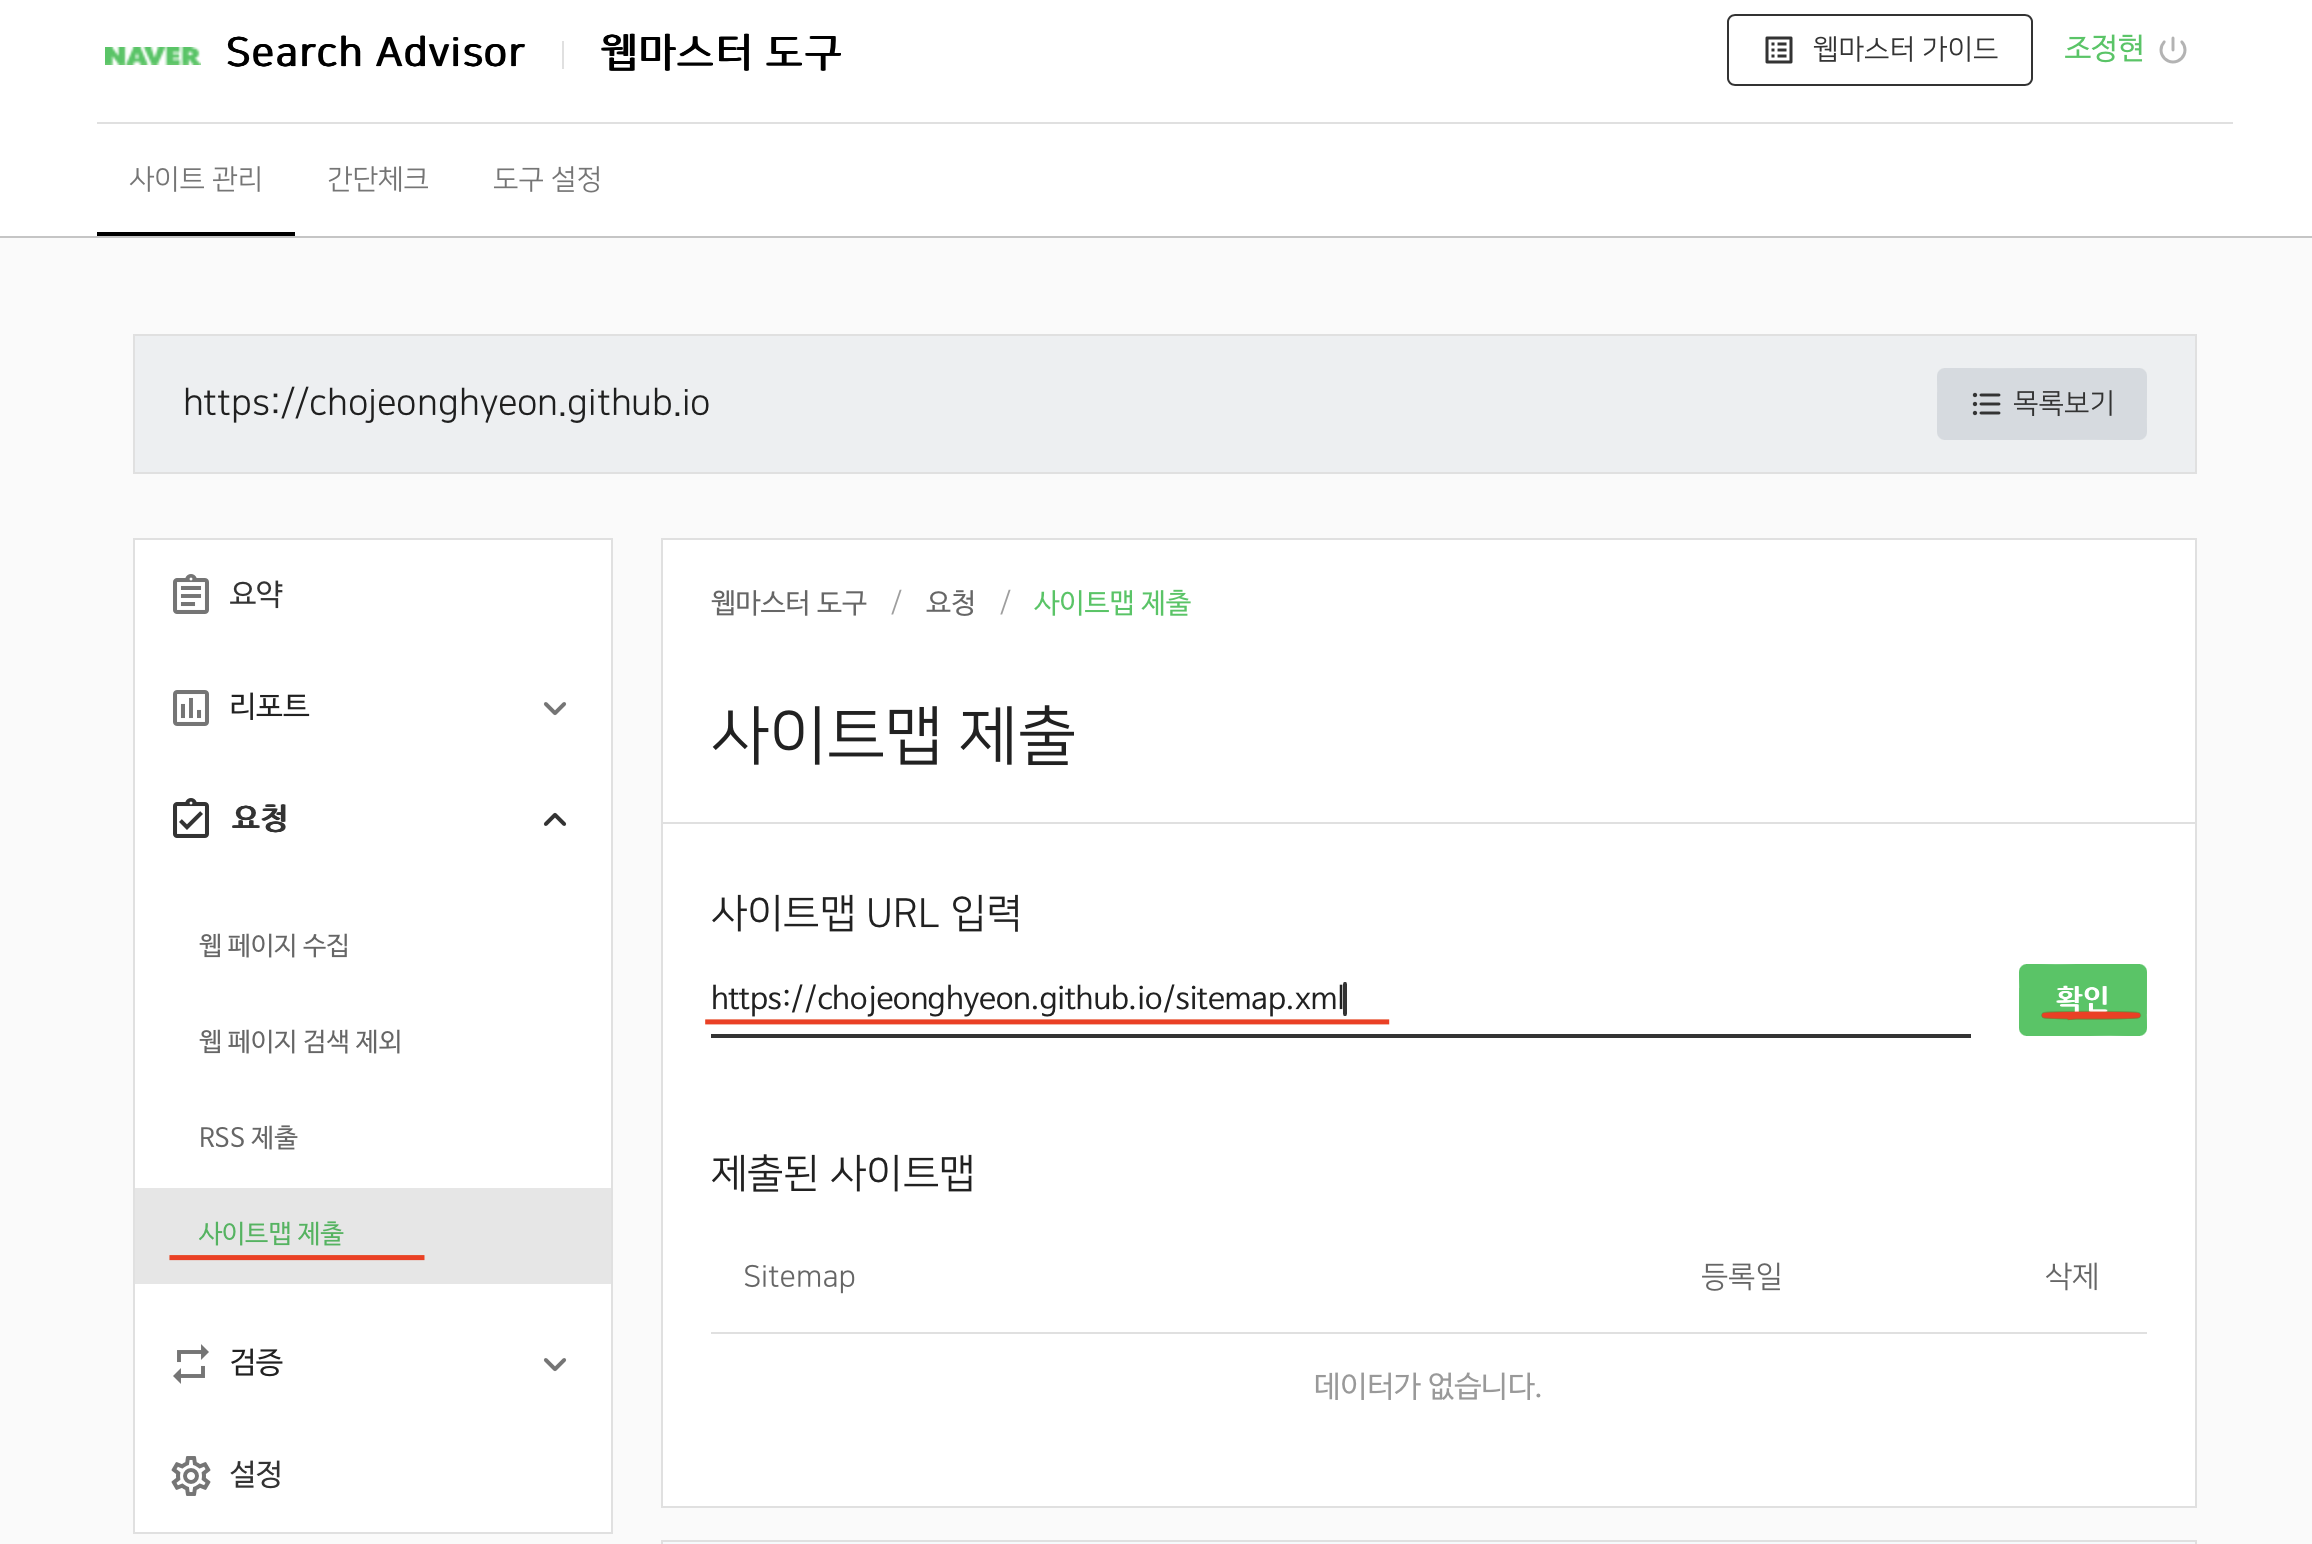 NAVER Search Advisor 웹마스터 도구
웹마스터 가이드
조정현
사이트 관리 간단체크 도구 설정
https://chojeonghyeon.github.io
목록보기
요약
리포트
요청
웹 페이지 수집
웹 페이지 검색 제외
RSS 제출
사이트맵 제출
검증
설정
웹마스터 도구 / 요청 / 사이트맵 제출
사이트맵 제출
사이트맵 URL 입력
https://chojeonghyeon.github.io/sitemap.xml
확인
제출된 사이트맵
Sitemap 등록일 삭제
데이터가 없습니다.